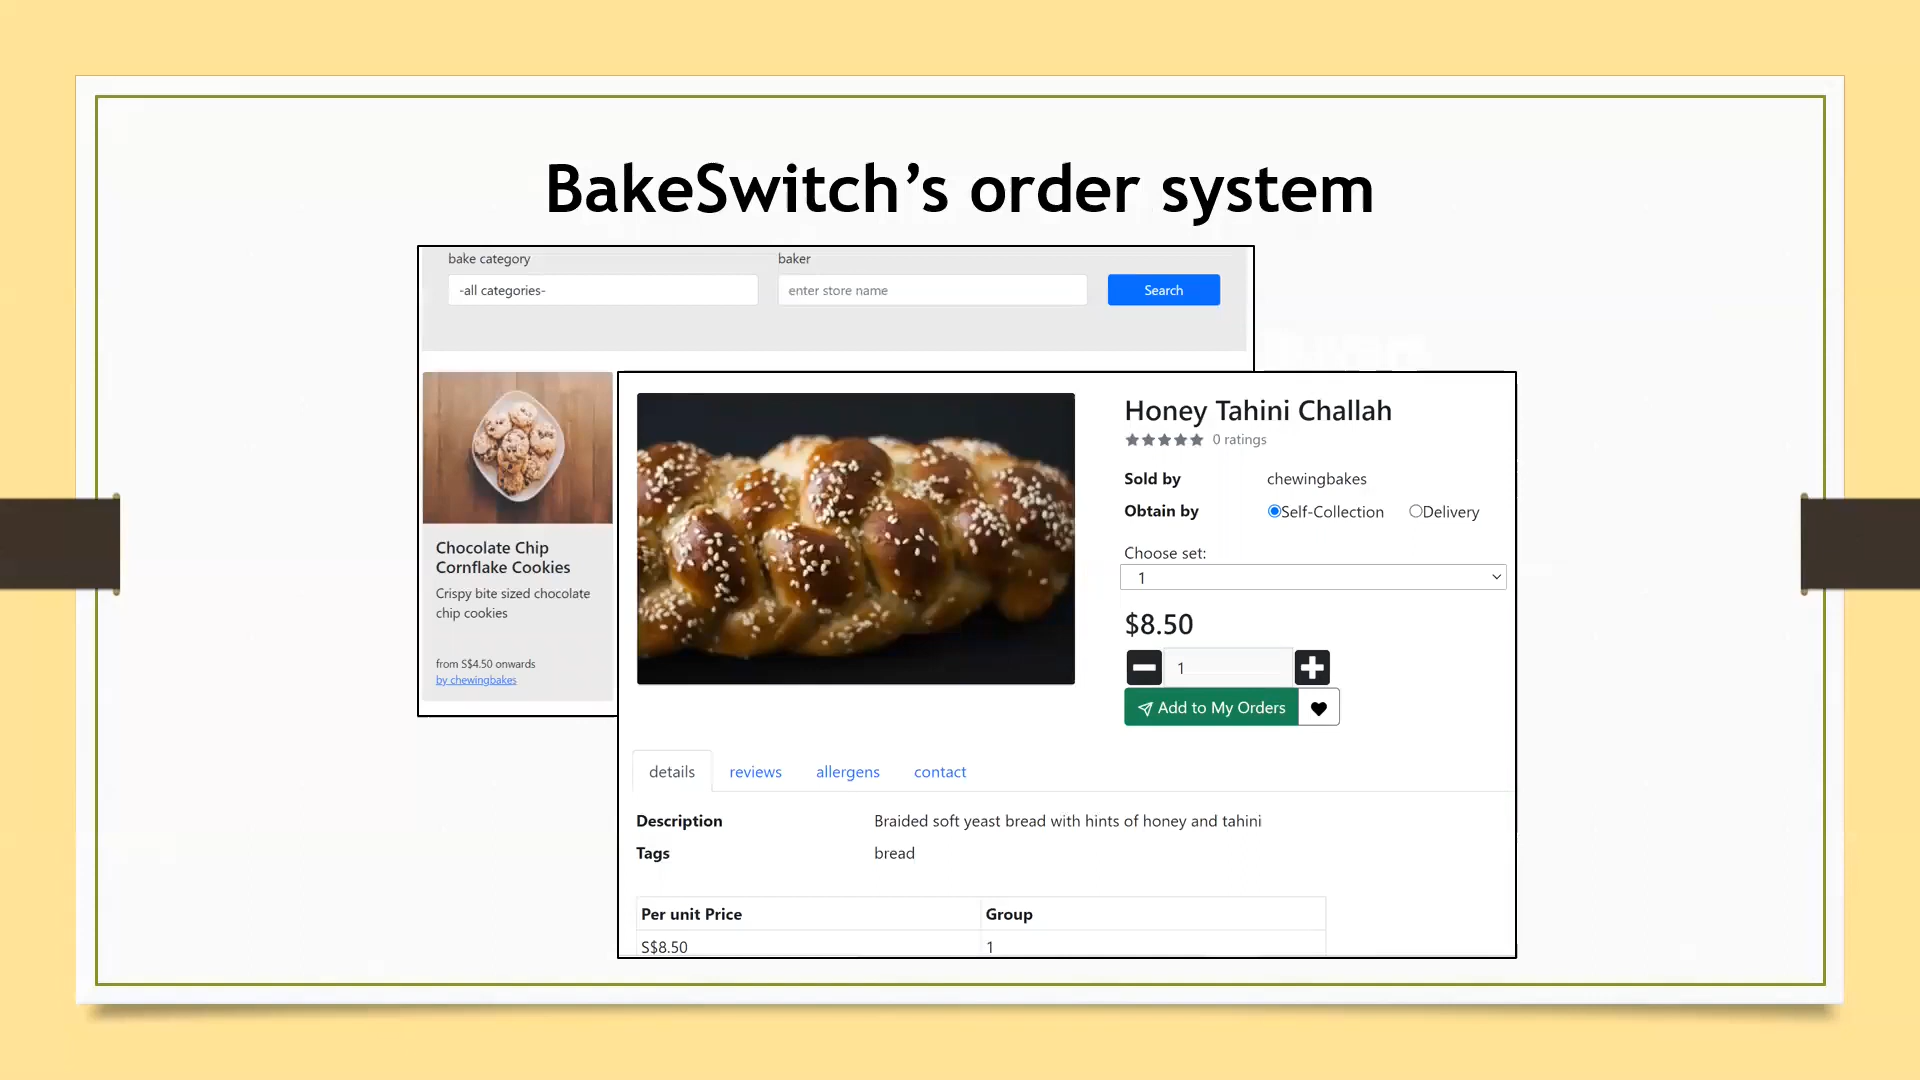 BakeSwitch’s order system
bake category
baker
-all categories-
enter store name
Search
Chocolate Chip
Cornflake Cookies
Crispy bite sized chocolate
chip cookies
from S$4.50 onwards
by chewingbakes
Honey Tahini Challah
0 ratings
Sold by chewingbakes
Obtain by Self-Collection Delivery
Choose set:
1
$8.50
1
Add to My Orders
details reviews allergens contact
Description Braided soft yeast bread with hints of honey and tahini
Tags bread
Per unit Price Group
S$8.50 1